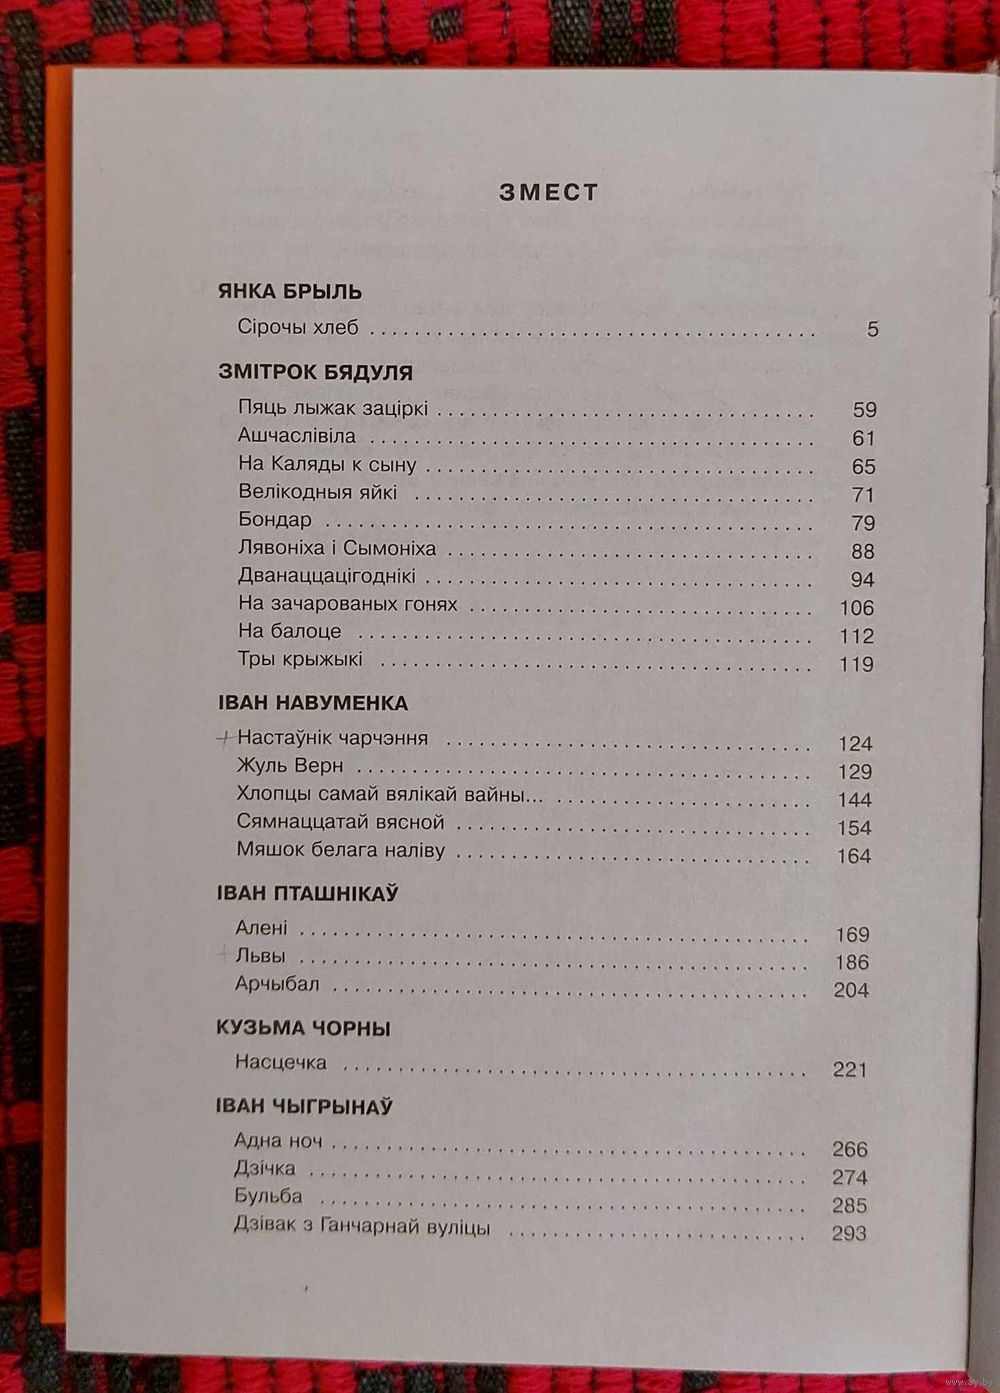 ЗМЕСТ
ЯНКА БРЫЛЬ
Сірочы хлеб . . . . . . . . . . . . . . . . . . . . 5
ЗМІТРОК БЯДУЛЯ
Пяць лыжак зацiркi . . . . . . . . . . . . . . . . . . . . 59
Ашчаслівіла . . . . . . . . . . . . . . . . . . . . 61
На Каляды к сыну . . . . . . . . . . . . . . . . . . . . 65
Велікодныя яйкі . . . . . . . . . . . . . . . . . . . . 71
Бондар . . . . . . . . . . . . . . . . . . . . 79
Лявоніха і Сымоніха . . . . . . . . . . . . . . . . . . . . 88
Дванаццацігоднікі . . . . . . . . . . . . . . . . . . . . 94
На зачарованых гонях . . . . . . . . . . . . . . . . . . . . 106
На балоце . . . . . . . . . . . . . . . . . . . . 112
Тры крыжыкі . . . . . . . . . . . . . . . . . . . . 119
ІВАН НАВУМЕНКА
Настаўнік чарчэння . . . . . . . . . . . . . . . . . . . . 124
Жуль Верн . . . . . . . . . . . . . . . . . . . . 129
Хлопцы самай вялікай вайны... . . . . . . . . . . . . . . . . . . . . 144
Сямнаццатай вясной . . . . . . . . . . . . . . . . . . . . 154
Мяшок белага наліву . . . . . . . . . . . . . . . . . . . . 164
ІВАН ПТАШНІКАЎ
Алені . . . . . . . . . . . . . . . . . . . . 169
Львы . . . . . . . . . . . . . . . . . . . . 186
Арчыбал . . . . . . . . . . . . . . . . . . . . 204
КУЗЬМА ЧОРНЫ
Насцечка . . . . . . . . . . . . . . . . . . . . 221
ІВАН ЧЫГРЫНАЎ
Адна ноч . . . . . . . . . . . . . . . . . . . . 266
Дзічка . . . . . . . . . . . . . . . . . . . . 274
Бульба . . . . . . . . . . . . . . . . . . . . 285
Дзівак з Ганчарнай вуліцы . . . . . . . . . . . . . . . . . . . . 293
www.ay.by